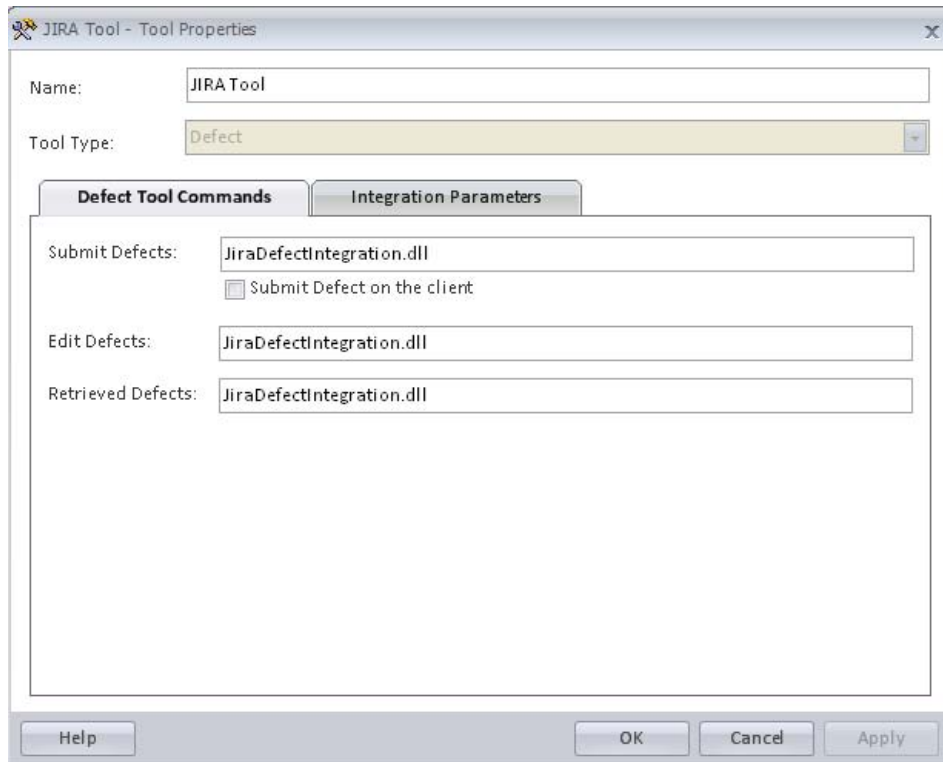 JIRA Tool - Tool Properties
Name: JIRA Tool
Tool Type: Defect
Defect Tool Commands Integration Parameters
Submit Defects: JiraDefectIntegration.dll
Submit Defect on the client
Edit Defects: JiraDefectIntegration.dll
Retrieved Defects: JiraDefectIntegration.dll
Help OK Cancel Apply